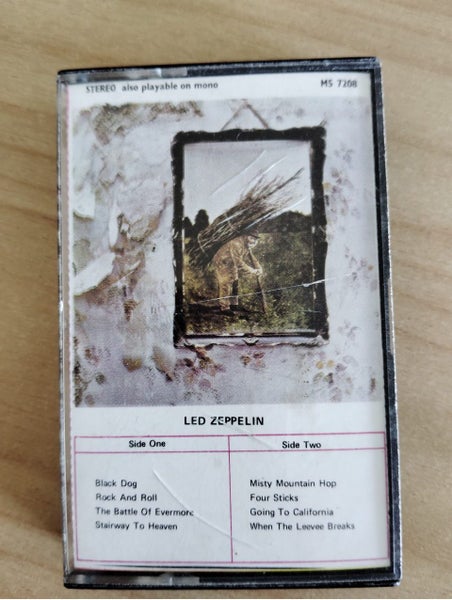 STEREO also playable on mono MS 7208
LED ZEPPELIN
Side One Side Two
Black Dog Misty Mountain Hop
Rock And Roll Four Sticks
The Battle Of Evermore Going To California
Stairway To Heaven When The Leevee Breaks